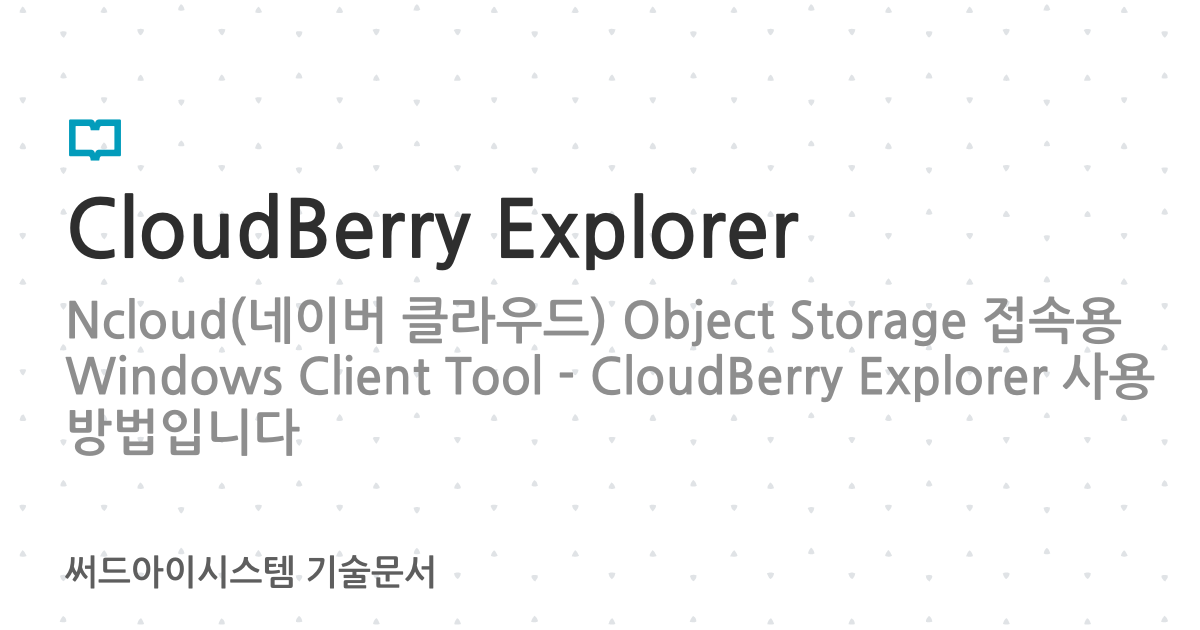 CloudBerry Explorer
Ncloud(네이버 클라우드) Object Storage 접속용
Windows Client Tool - CloudBerry Explorer 사용
방법입니다
써드아이시스템 기술문서